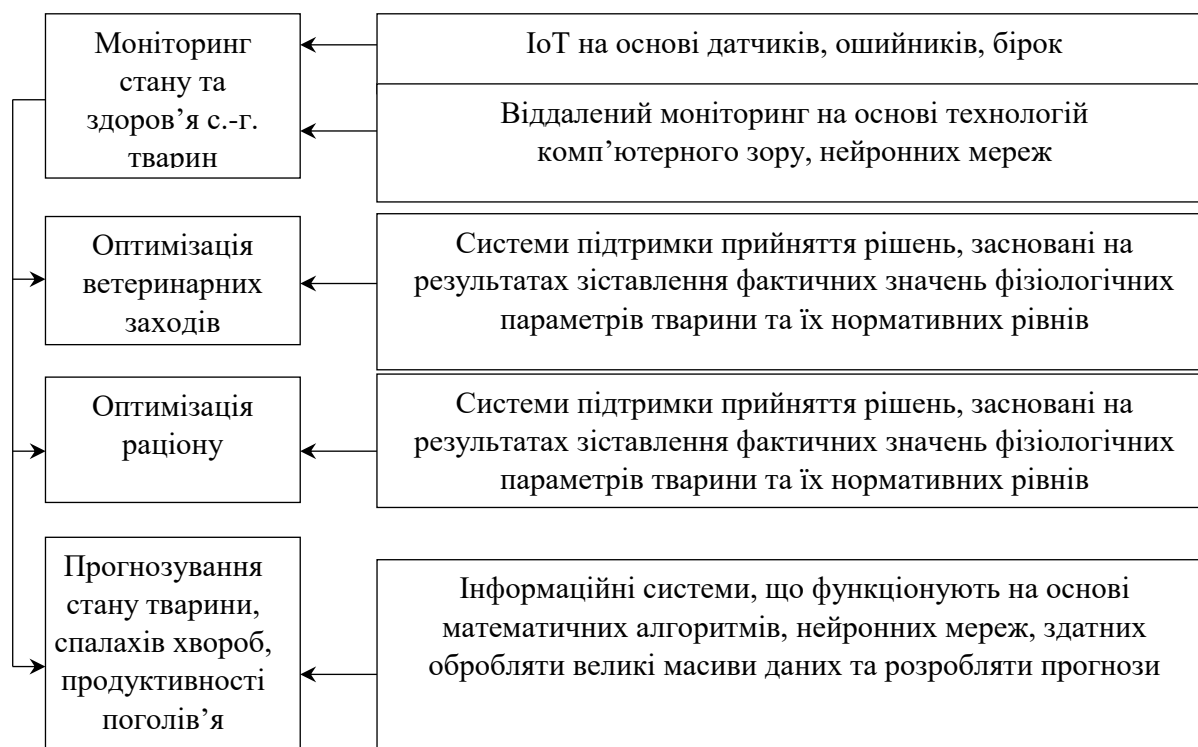 Моніторинг
стану та
здоров’я с.-г.
тварин
IoT на основі датчиків, ошийників, бірок
Віддалений моніторинг на основі технологій
комп’ютерного зору, нейронних мереж
Оптимізація
ветеринарних
заходів
Системи підтримки прийняття рішень, засновані на
результатах зіставлення фактичних значень фізіологічних
параметрів тварини та їх нормативних рівнів
Оптимізація
раціону
Системи підтримки прийняття рішень, засновані на
результатах зіставлення фактичних значень фізіологічних
параметрів тварини та їх нормативних рівнів
Прогнозування
стану тварини,
спалахів хвороб,
продуктивності
поголів’я
Інформаційні системи, що функціонують на основі
математичних алгоритмів, нейронних мереж, здатних
обробляти великі масиви даних та розробляти прогнози